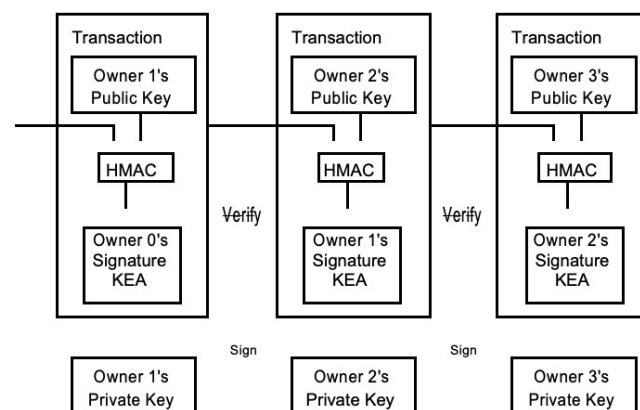 Transaction
Transaction
Transaction
Owner 1's
Public Key
Owner 2's
Public Key
Owner 3's
Public Key
HMAC
HMAC
HMAC
Verify
Verify
Owner 0's
Signature
KEA
Owner 1's
Signature
KEA
Owner 2's
Signature
KEA
Sign
Sign
Owner 1's
Private Key
Owner 2's
Private Key
Owner 3's
Private Key